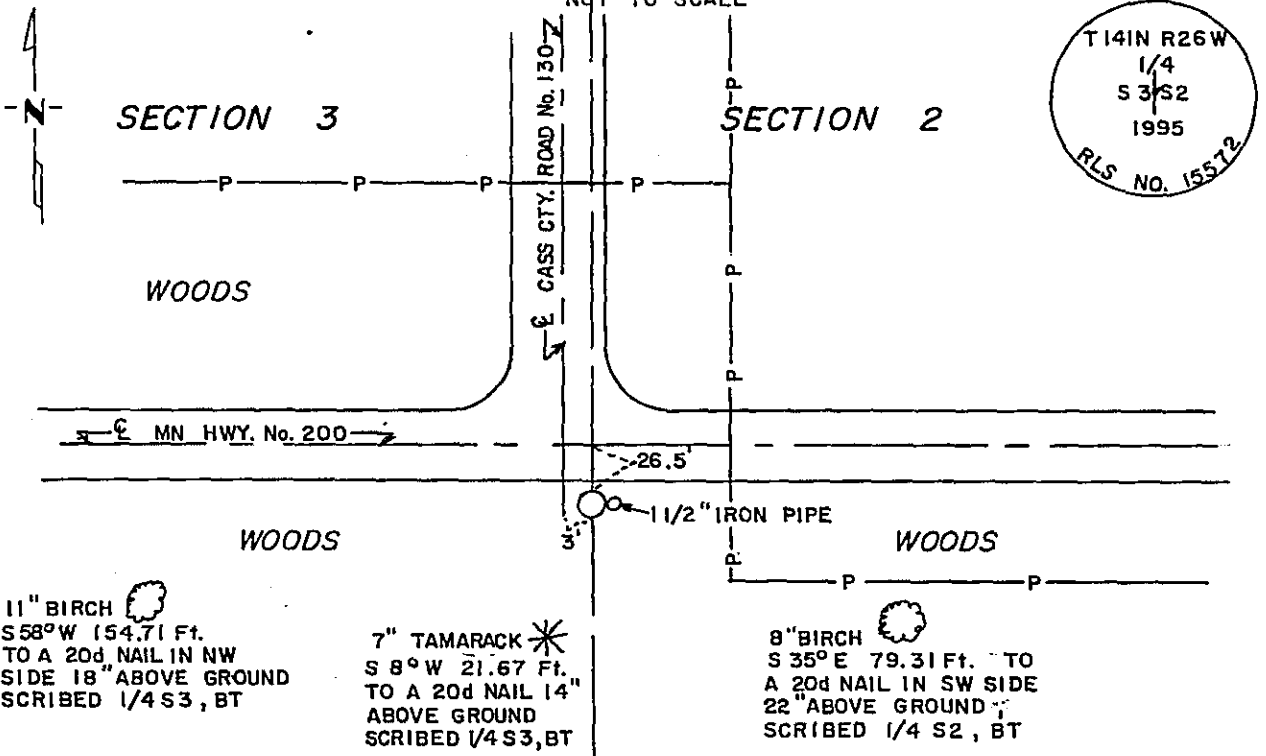 NOT TO SCALE
T141N R26W
1/4
S3 S2
1995
RLS NO. 15572
-N-
SECTION 3
SECTION 2
℄ CASS CTY. ROAD No. 130
P P P P
P
P
P
P
P P
WOODS
℄ MN HWY. No. 200
26.5'
1 1/2" IRON PIPE
3'
WOODS
WOODS
11" BIRCH
S 58° W 154.71 Ft.
TO A 20d NAIL IN NW
SIDE 18" ABOVE GROUND
SCRIBED 1/4 S3, BT
7" TAMARACK
S 8° W 21.67 Ft.
TO A 20d NAIL 14"
ABOVE GROUND
SCRIBED 1/4 S3, BT
8" BIRCH
S 35° E 79.31 Ft. TO
A 20d NAIL IN SW SIDE
22" ABOVE GROUND,
SCRIBED 1/4 S2, BT